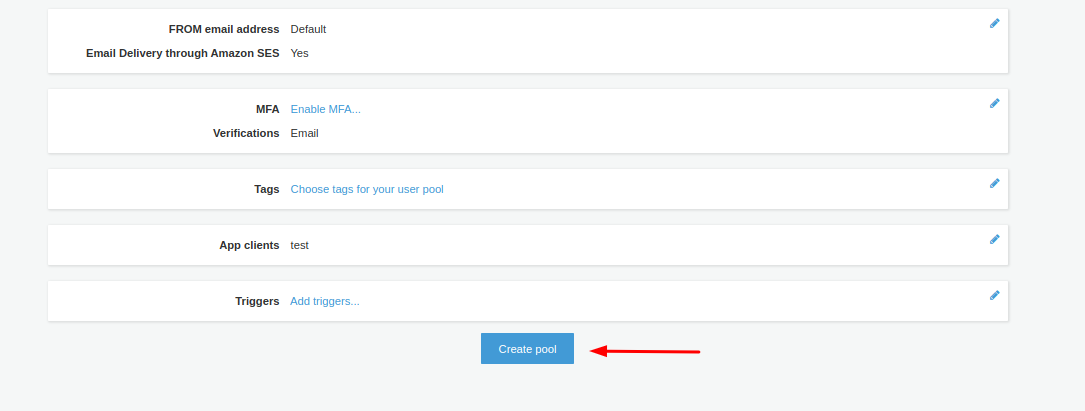 FROM email address Default
Email Delivery through Amazon SES Yes
MFA Enable MFA...
Verifications Email
Tags Choose tags for your user pool
App clients test
Triggers Add triggers...
Create pool